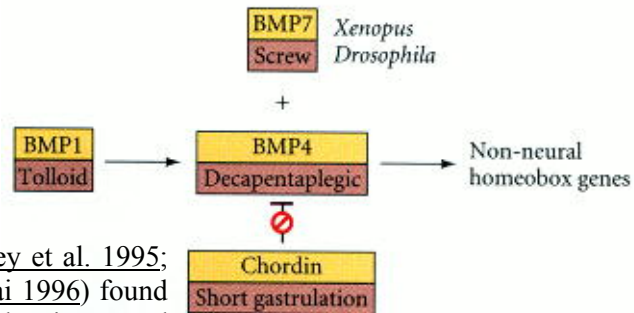 BMP7 Xenopus
Screw Drosophila
+
BMP1 BMP4 Non-neural
Tolloid Decapentaplegic homeobox genes
ey et al. 1995;
ai 1996) found
Chordin
Short gastrulation